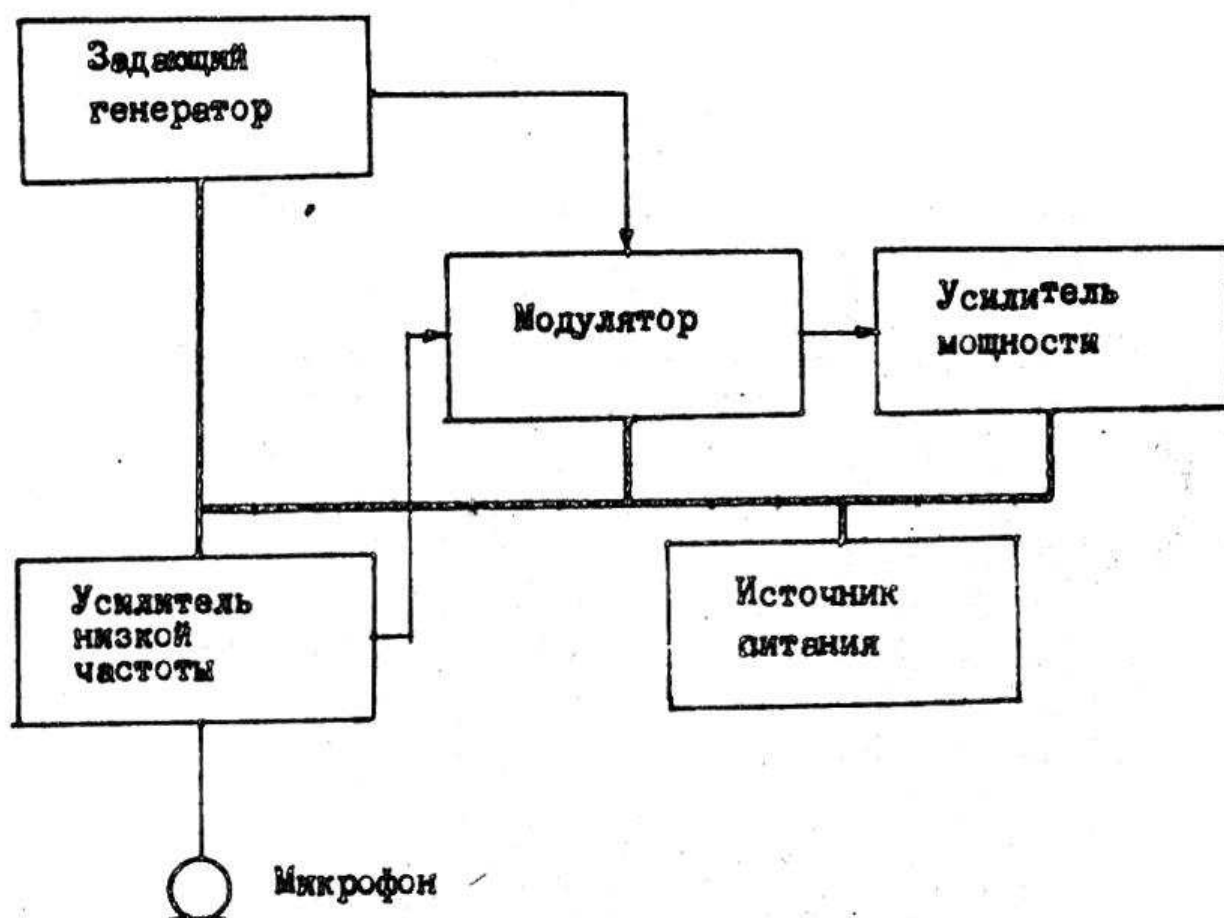 Задающий
генератор
Модулятор
Усилитель
мощности
Усилитель
низкой
частоты
Источник
питания
Микрофон